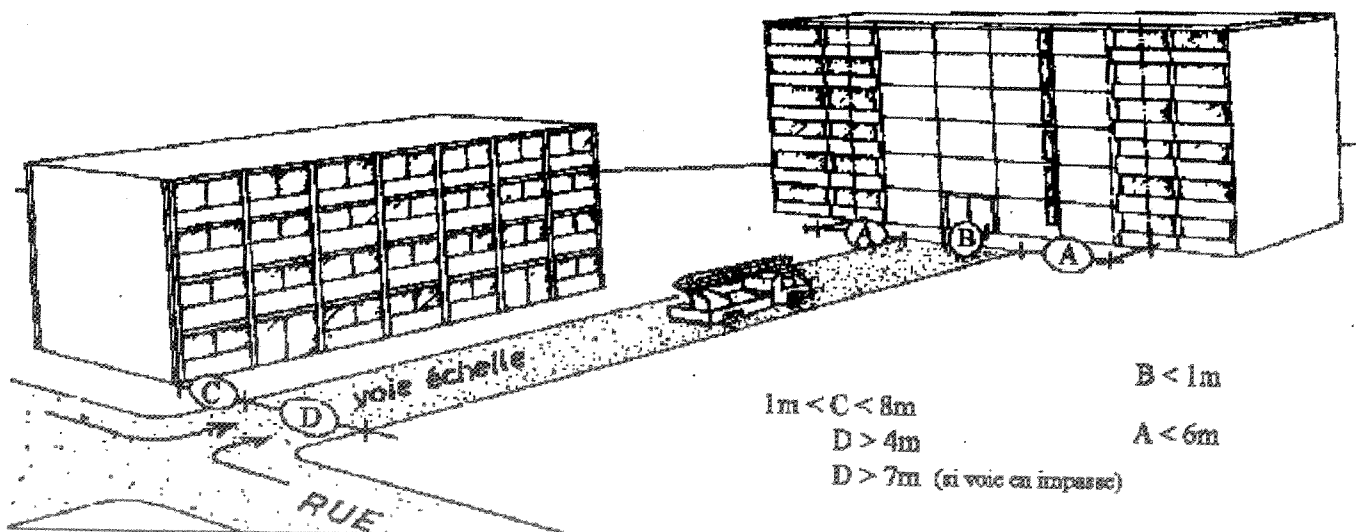 A
B
A
C
D
voie échelle
RUE
B < 1m
1m < C < 8m
D > 4m
A < 6m
D > 7m (si voie en impasse)